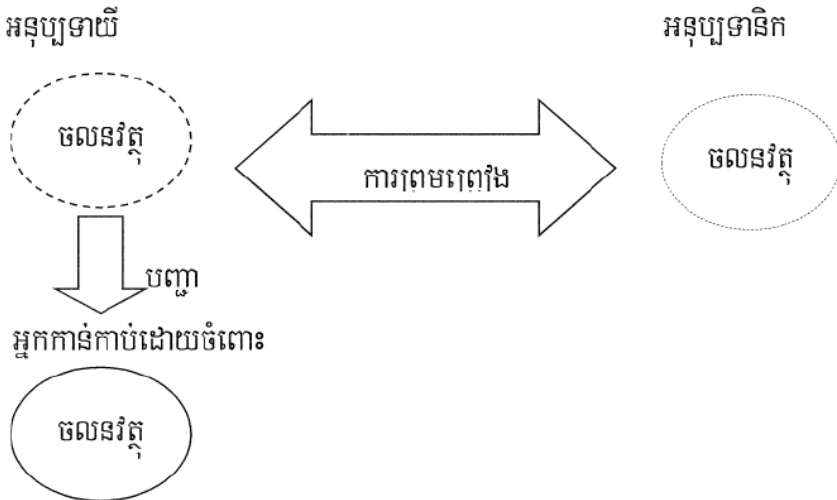 អនុប្បទាយី
អនុប្បទានិក
ចលនវត្ថុ
ចលនវត្ថុ
ការព្រមព្រៀង
បញ្ជា
អ្នកកាន់កាប់ដោយចំពោះ
ចលនវត្ថុ